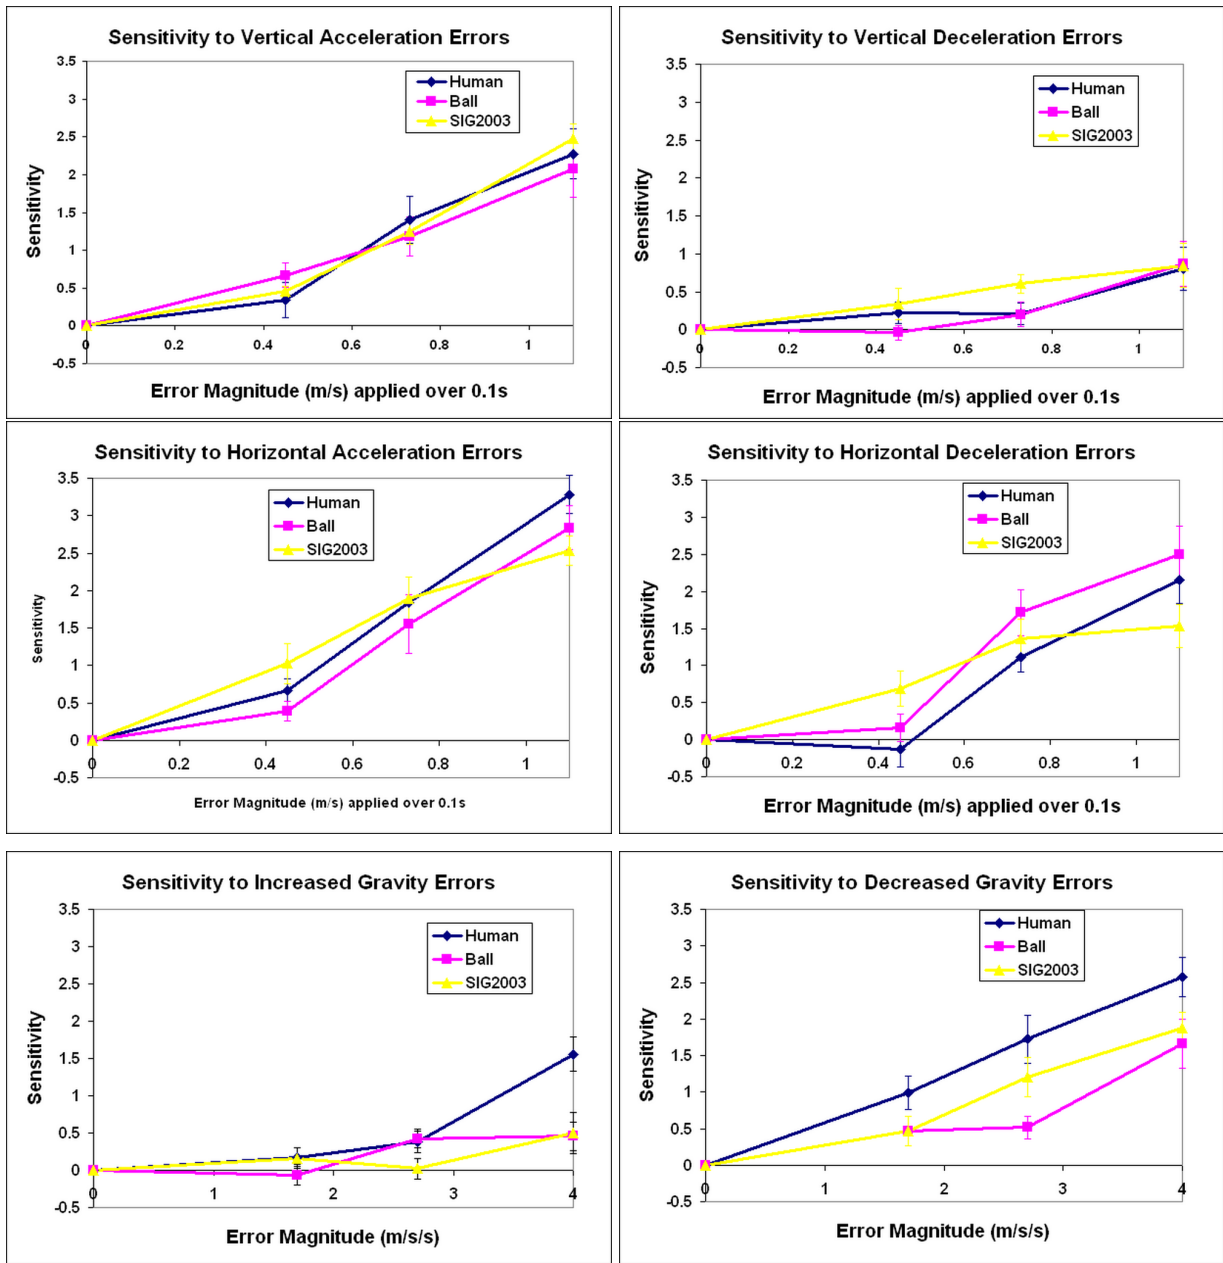 Sensitivity to Vertical Acceleration Errors
3.5
3
2.5
2
1.5
1
0.5
0
-0.5
Sensitivity
Human
Ball
SIG2003
0
0.2
0.4
0.6
0.8
1
Error Magnitude (m/s) applied over 0.1s
Sensitivity to Vertical Deceleration Errors
3.5
3
2.5
2
1.5
1
0.5
0
-0.5
Sensitivity
Human
Ball
SIG2003
0
0.2
0.4
0.6
0.8
1
Error Magnitude (m/s) applied over 0.1s
Sensitivity to Horizontal Acceleration Errors
3.5
3
2.5
2
1.5
1
0.5
0
-0.5
Sensitivity
Human
Ball
SIG2003
0
0.2
0.4
0.6
0.8
1
Error Magnitude (m/s) applied over 0.1s
Sensitivity to Horizontal Deceleration Errors
3.5
3
2.5
2
1.5
1
0.5
0
-0.5
Sensitivity
Human
Ball
SIG2003
0
0.2
0.4
0.6
0.8
1
Error Magnitude (m/s) applied over 0.1s
Sensitivity to Increased Gravity Errors
3.5
3
2.5
2
1.5
1
0.5
0
-0.5
Sensitivity
Human
Ball
SIG2003
0
1
2
3
4
Error Magnitude (m/s/s)
Sensitivity to Decreased Gravity Errors
3.5
3
2.5
2
1.5
1
0.5
0
-0.5
Sensitivity
Human
Ball
SIG2003
0
1
2
3
4
Error Magnitude (m/s/s)